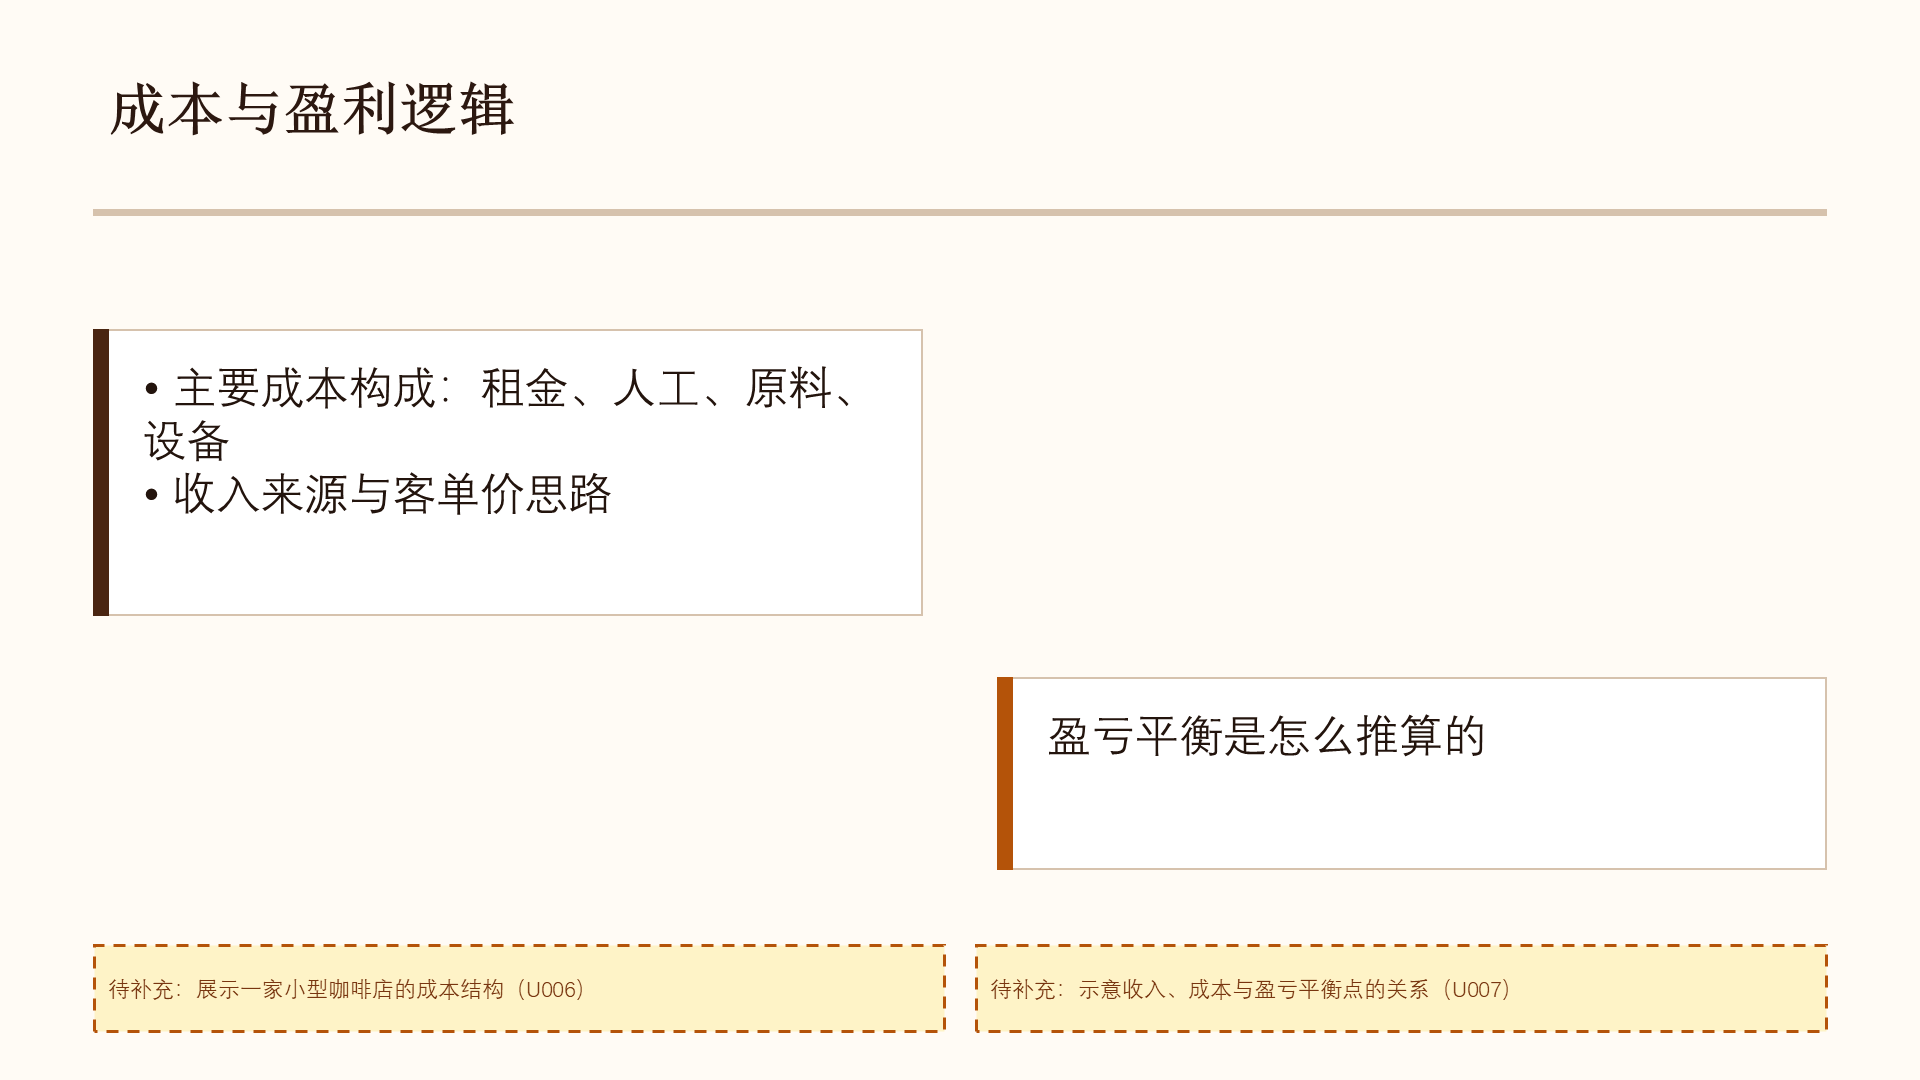 成本与盈利逻辑
• 主要成本构成：租金、人工、原料、
设备
• 收入来源与客单价思路
盈亏平衡是怎么推算的
待补充：展示一家小型咖啡店的成本结构（U006）
待补充：示意收入、成本与盈亏平衡点的关系（U007）